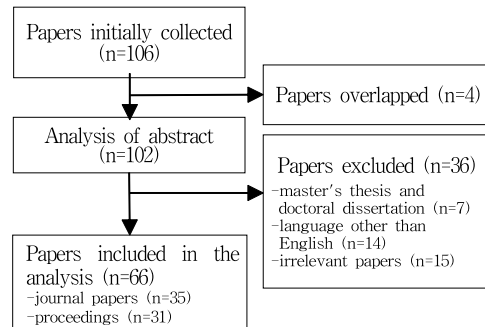 Papers initially collected
(n=106)
Papers overlapped (n=4)
Analysis of abstract
(n=102)
Papers excluded (n=36)
-master's thesis and
doctoral dissertation (n=7)
-language other than
English (n=14)
-irrelevant papers (n=15)
Papers included in the
analysis (n=66)
-journal papers (n=35)
-proceedings (n=31)